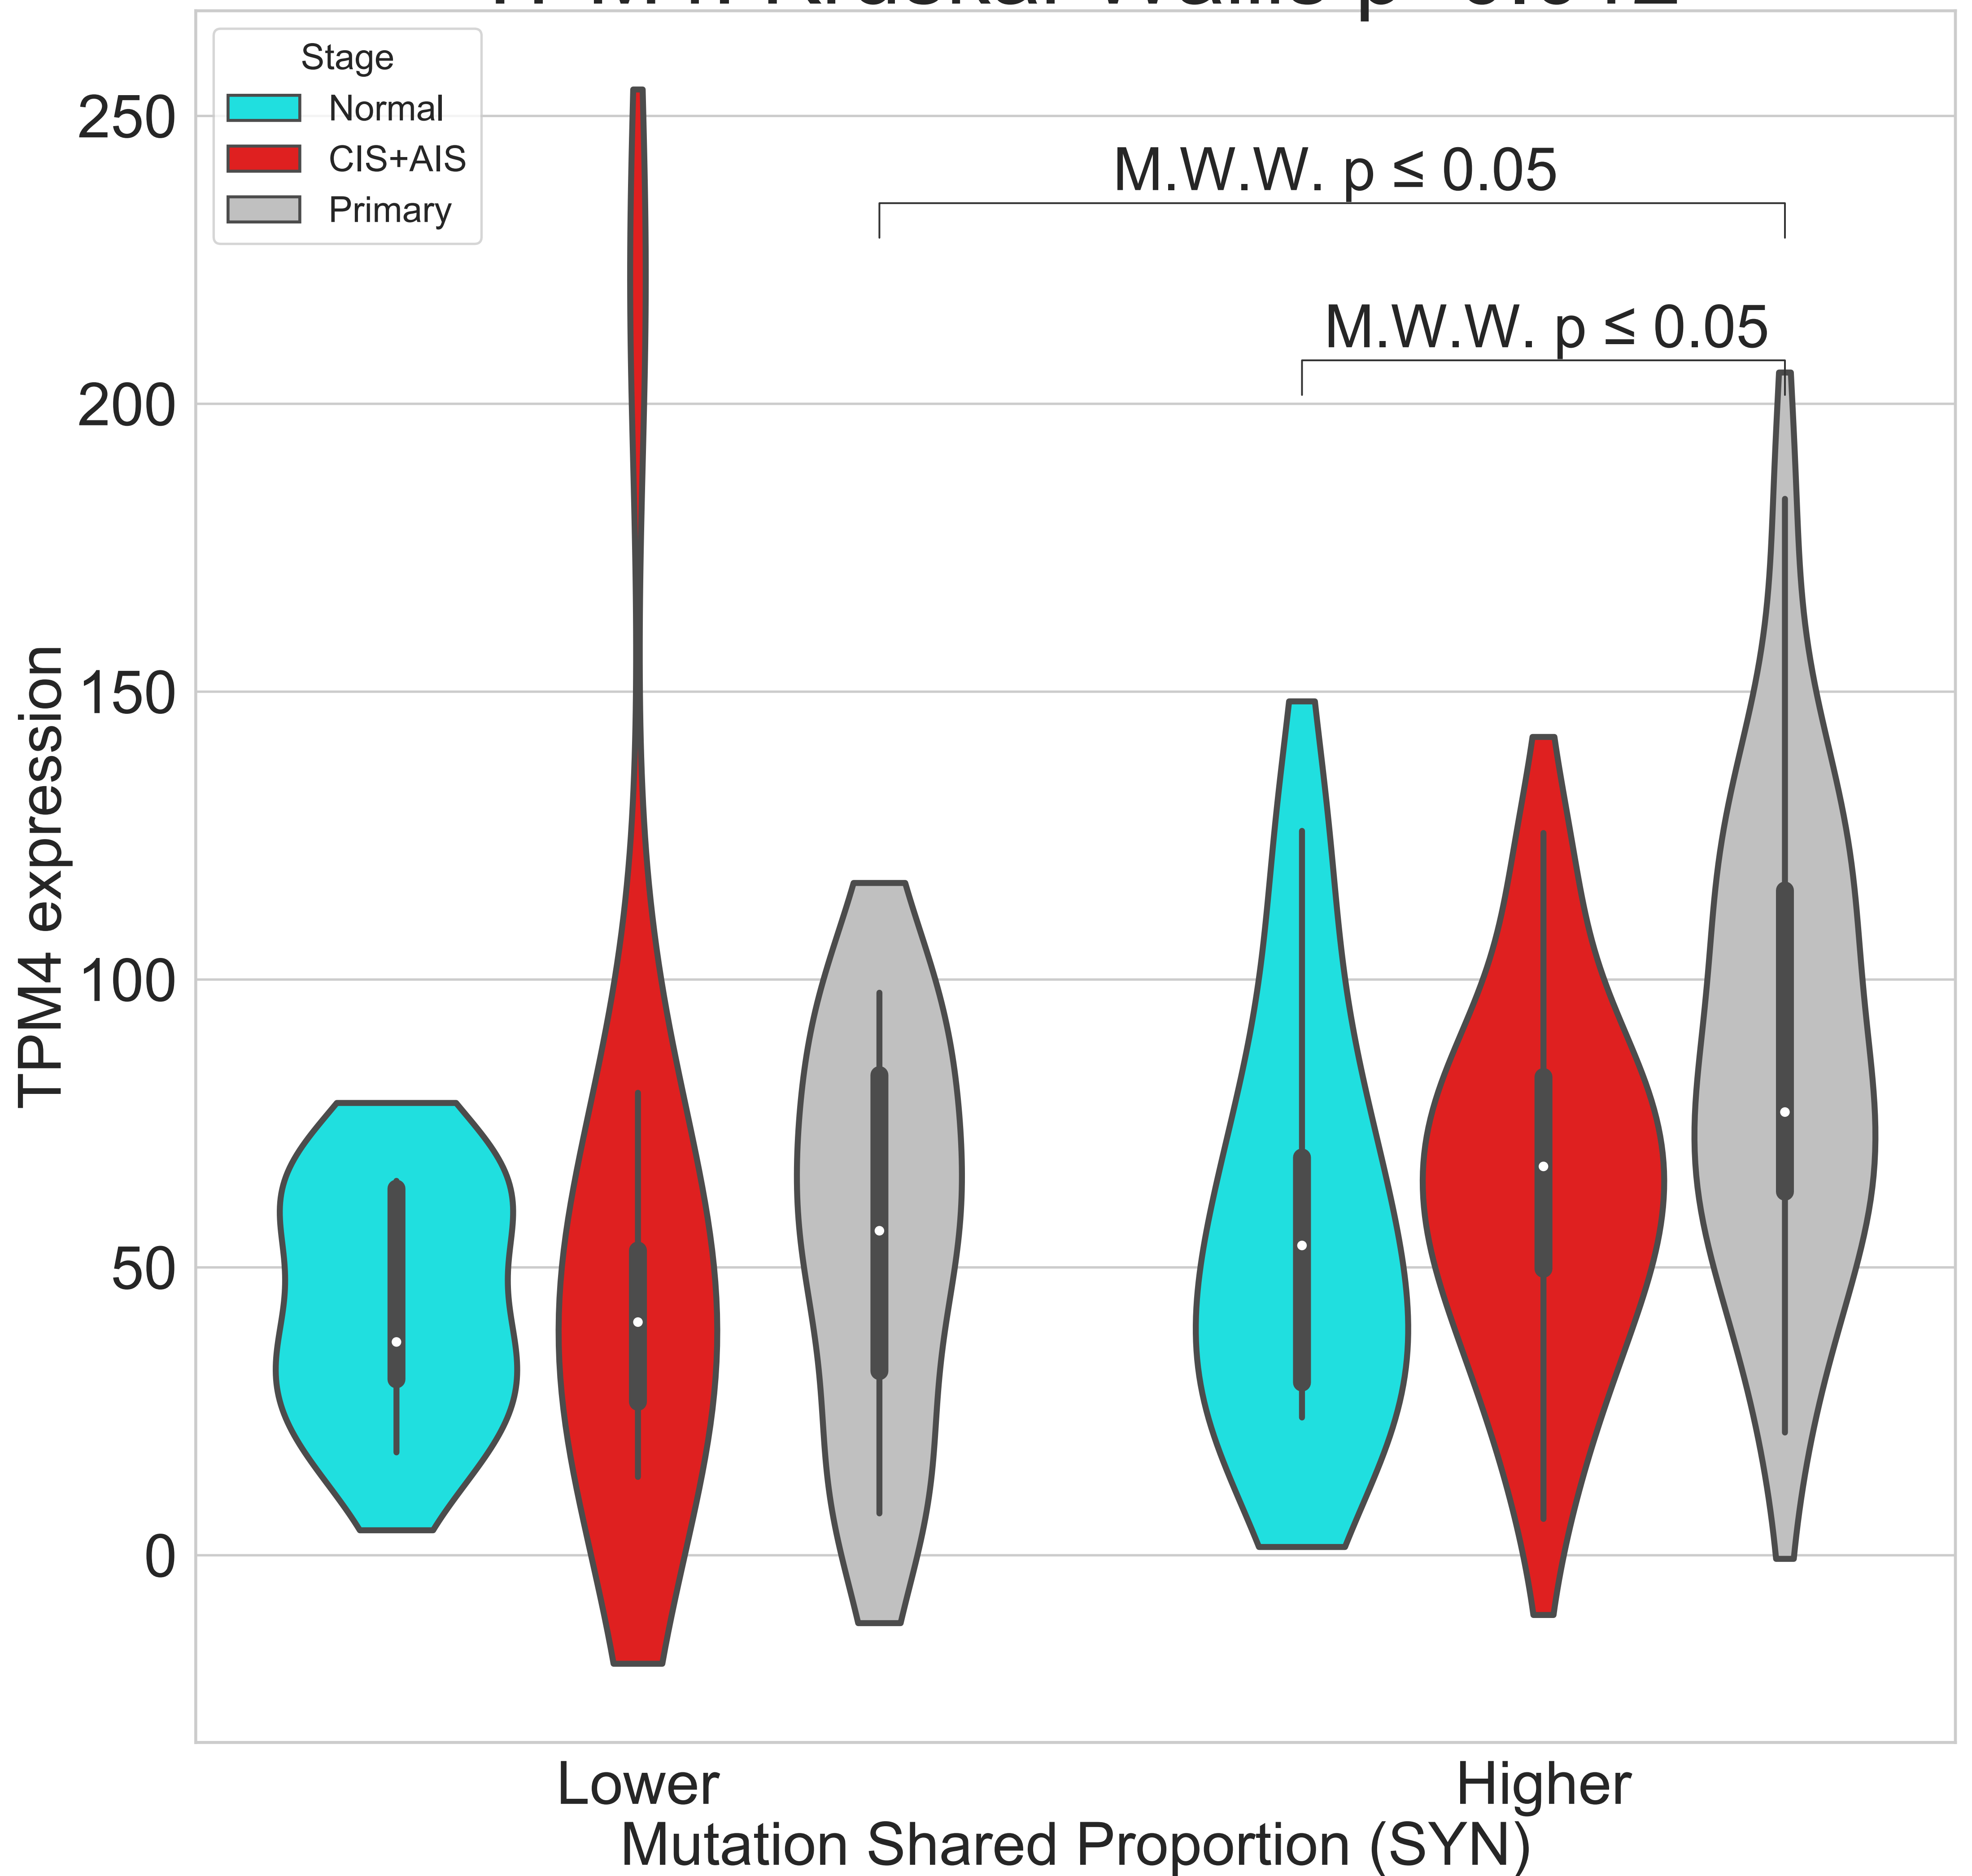 Stage
Normal
CIS+AIS
Primary
M.W.W. p ≤ 0.05
M.W.W. p ≤ 0.05
250
200
150
100
50
0
TPM4 expression
Lower
Higher
Mutation Shared Proportion (SYN)